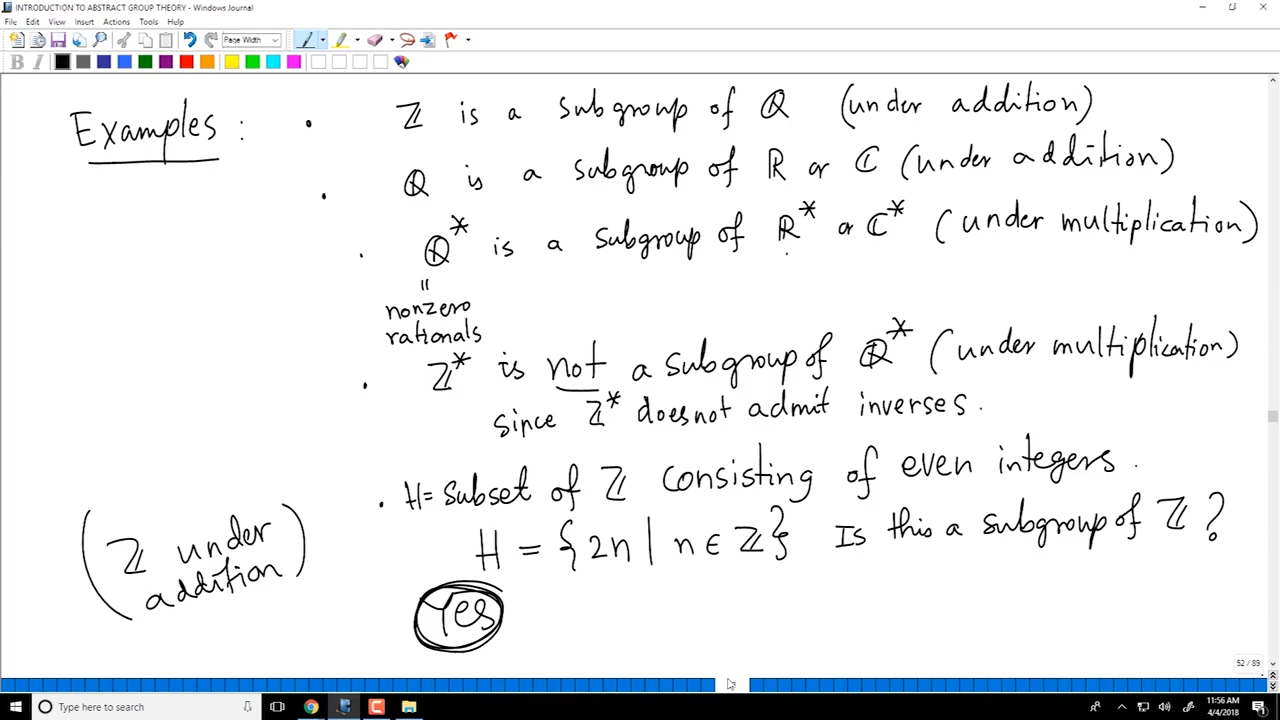 INTRODUCTION TO ABSTRACT GROUP THEORY - Windows Journal
File Edit View Insert Actions Tools Help
Page Width
B I
Examples :
• ℤ is a subgroup of ℚ (under addition)
• ℚ is a subgroup of ℝ or ℂ (under addition)
• ℚ* is a subgroup of ℝ* or ℂ* (under multiplication)
"
nonzero
rationals
• ℤ* is not a subgroup of ℚ* (under multiplication)
since ℤ* does not admit inverses.
• H = subset of ℤ consisting of even integers.
H = {2n | n ∈ ℤ} Is this a subgroup of ℤ?
(ℤ under
addition)
Yes
52 / 89
Type here to search
11:56 AM
4/4/2018